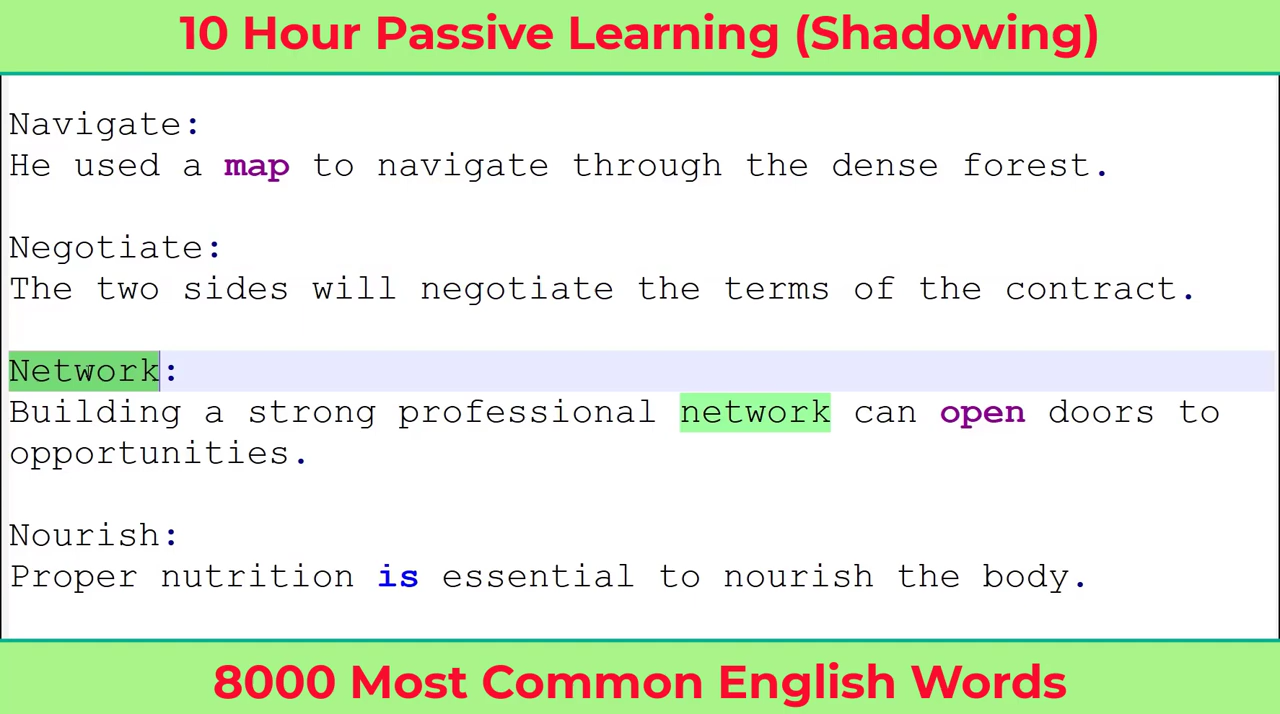 10 Hour Passive Learning (Shadowing)
Navigate:
He used a map to navigate through the dense forest.
Negotiate:
The two sides will negotiate the terms of the contract.
Network:
Building a strong professional network can open doors to
opportunities.
Nourish:
Proper nutrition is essential to nourish the body.
8000 Most Common English Words